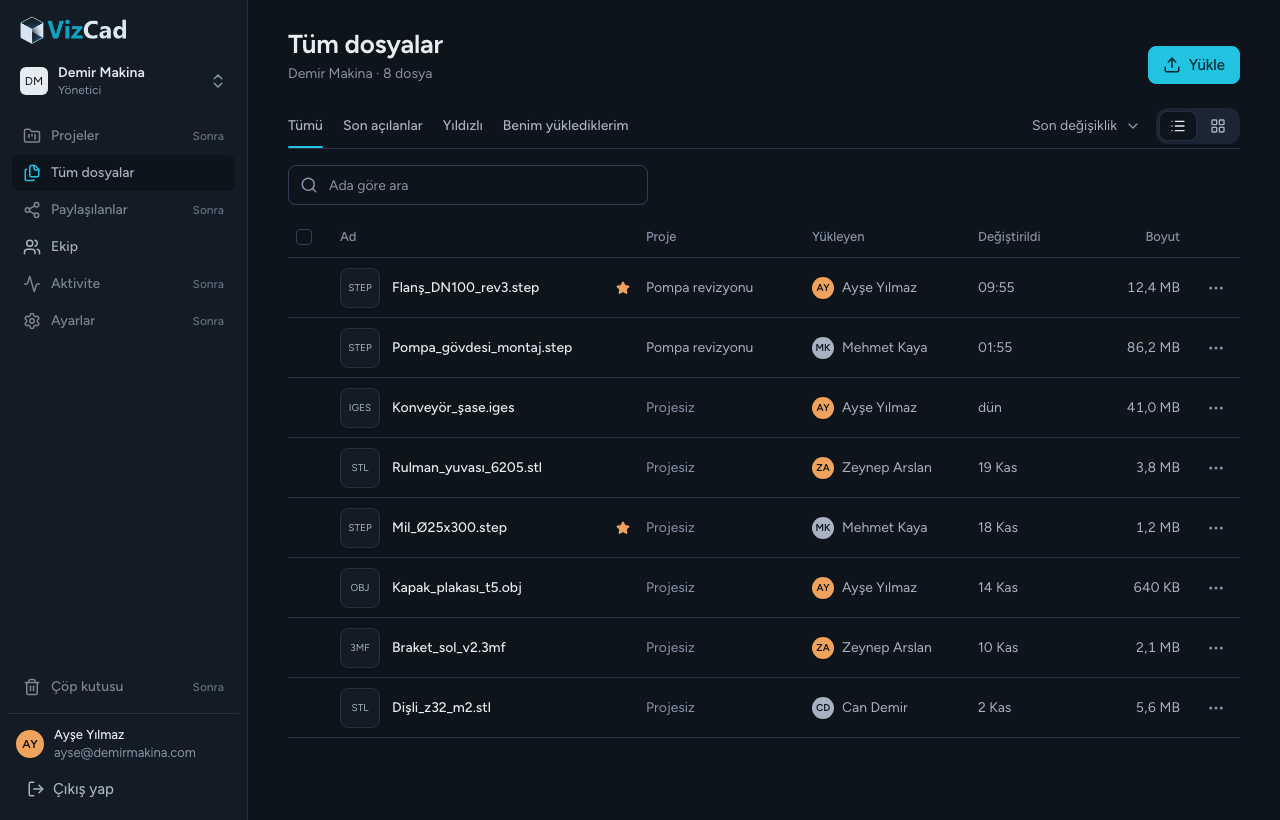 VizCad
DM
Demir Makina
Yönetici
Projeler Sonra
Tüm dosyalar
Paylaşılanlar Sonra
Ekip
Aktivite Sonra
Ayarlar Sonra
Çöp kutusu Sonra
AY
Ayşe Yılmaz
ayse@demirmakina.com
Çıkış yap
Tüm dosyalar
Demir Makina · 8 dosya
Yükle
Tümü Son açılanlar Yıldızlı Benim yüklediklerim Son değişiklik
Ada göre ara
Ad Proje Yükleyen Değiştirildi Boyut
STEP Flanş_DN100_rev3.step Pompa revizyonu AY Ayşe Yılmaz 09:55 12,4 MB
STEP Pompa_gövdesi_montaj.step Pompa revizyonu MK Mehmet Kaya 01:55 86,2 MB
IGES Konveyör_şase.iges Projesiz AY Ayşe Yılmaz dün 41,0 MB
STL Rulman_yuvası_6205.stl Projesiz ZA Zeynep Arslan 19 Kas 3,8 MB
STEP Mil_Ø25x300.step Projesiz MK Mehmet Kaya 18 Kas 1,2 MB
OBJ Kapak_plakası_t5.obj Projesiz AY Ayşe Yılmaz 14 Kas 640 KB
3MF Braket_sol_v2.3mf Projesiz ZA Zeynep Arslan 10 Kas 2,1 MB
STL Dişli_z32_m2.stl Projesiz CD Can Demir 2 Kas 5,6 MB